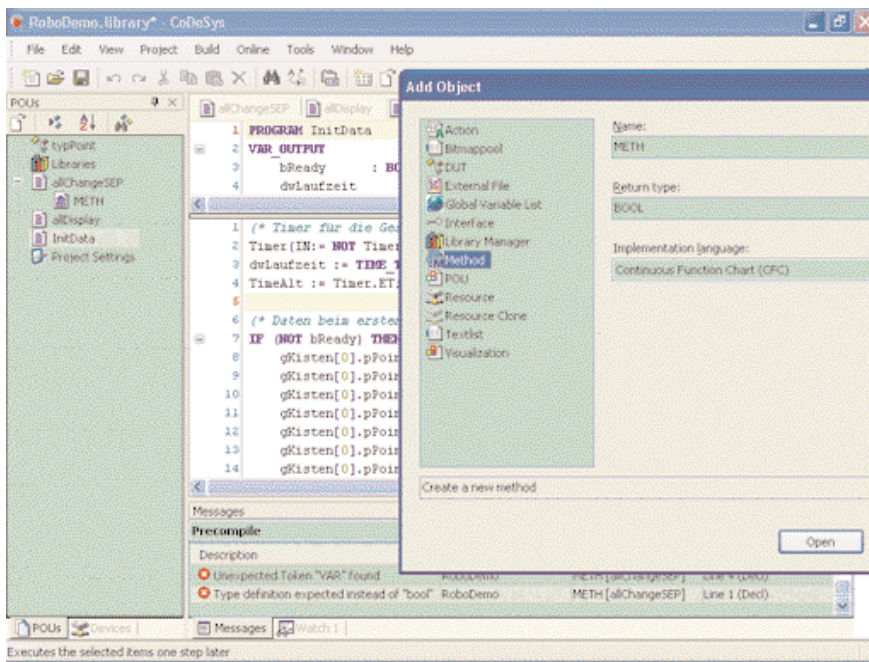 RoboDemo.library* - CoDeSys
File Edit View Project Build Online Tools Window Help
POUs
typPoint
Libraries
allChangeSEP
METH
allDisplay
InitData
Project Settings
allChangeSEP allDisplay
1 PROGRAM InitData
2 VAR_OUTPUT
3 bReady : BO
4 dwLaufzeit
1 (* Timer für die Ges
2 Timer(IN:= NOT Timer
3 dwLaufzeit := TIME_T
4 TimeAlt := Timer.ET;
5
6 (* Daten beim ersten
7 IF (NOT bReady) THEN
8 gKisten[0].pPoin
9 gKisten[0].pPoin
10 gKisten[0].pPoin
11 gKisten[0].pPoin
12 gKisten[0].pPoin
13 gKisten[0].pPoin
14 gKisten[0].pPoin
Add Object
Action
Bitmappool
DUT
External File
Global Variable List
Interface
Library Manager
Method
POU
Resource
Resource Clone
Textlist
Visualization
Name:
METH
Return type:
BOOL
Implementation language:
Continuous Function Chart (CFC)
Create a new method
Open
Messages
Precompile
Description
Unexpected Token "VAR" found RoboDemo METH [allChangeSEP] Line 9 (Decl)
Type definition expected instead of "bool" RoboDemo METH [allChangeSEP] Line 1 (Decl)
POUs Devices
Messages Watch 1
Executes the selected items one step later